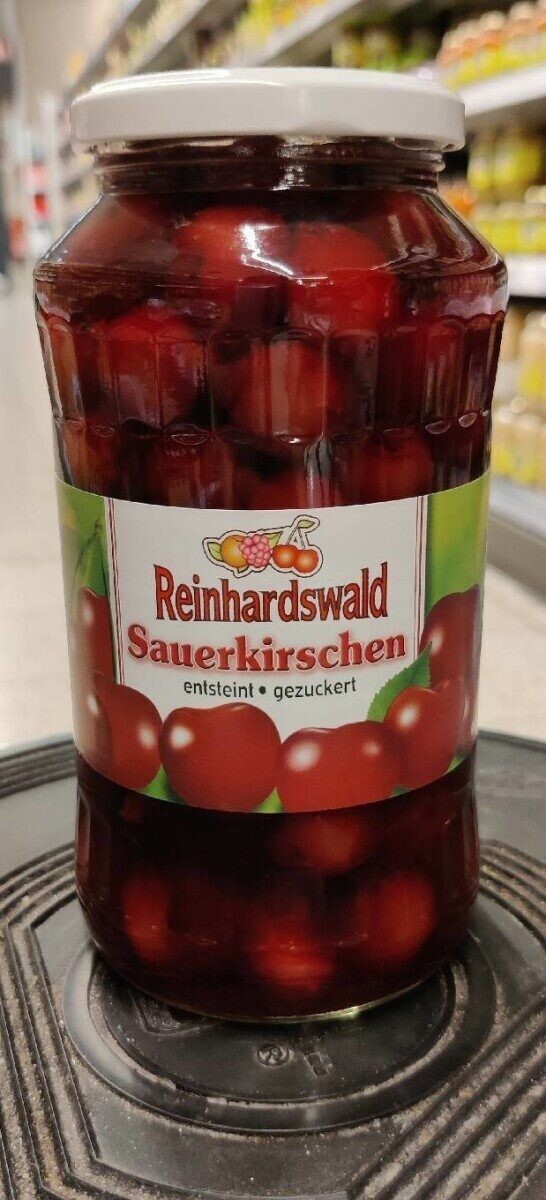 Reinhardswald
Sauerkirschen
entsteint • gezuckert